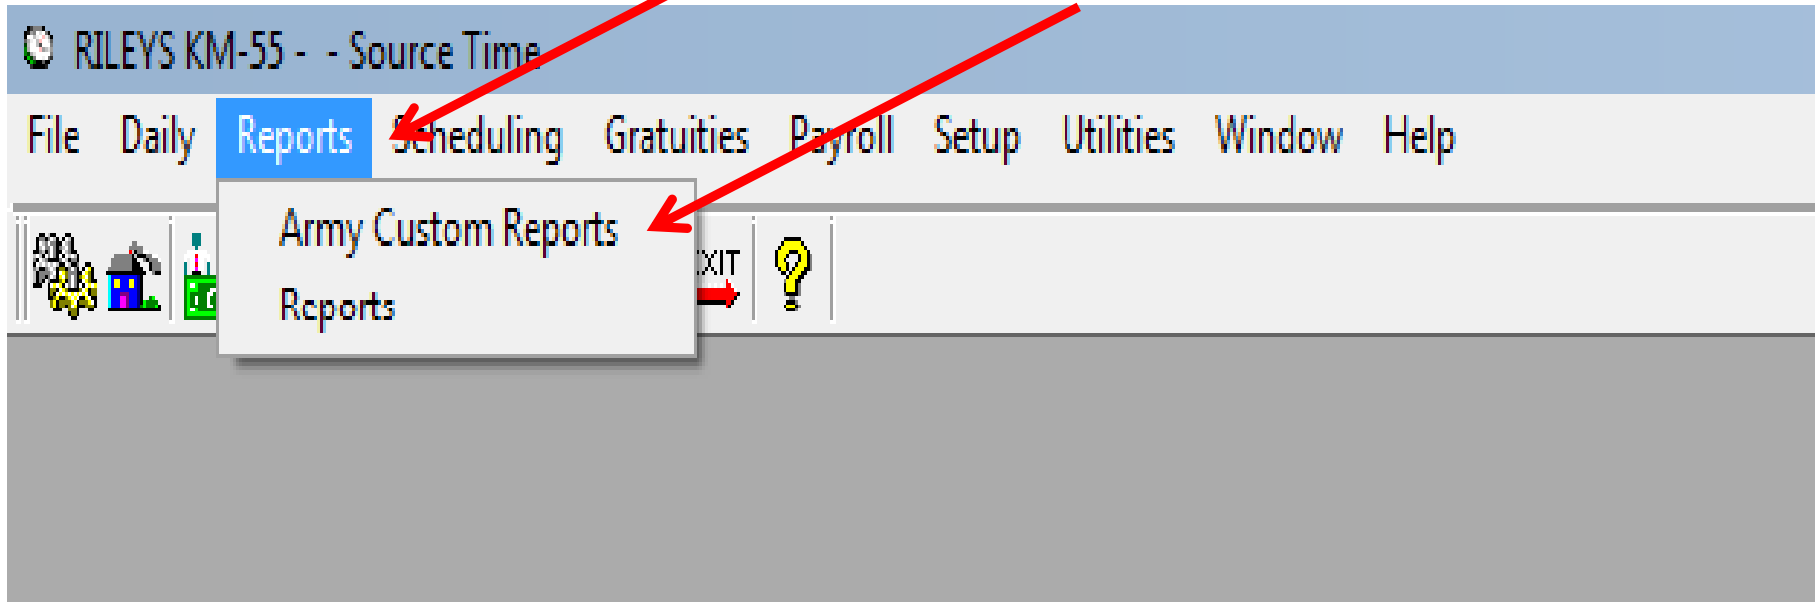 RILEYS KM-55 - - Source Time
File Daily Reports Scheduling Gratuities Payroll Setup Utilities Window Help
Army Custom Reports
Reports